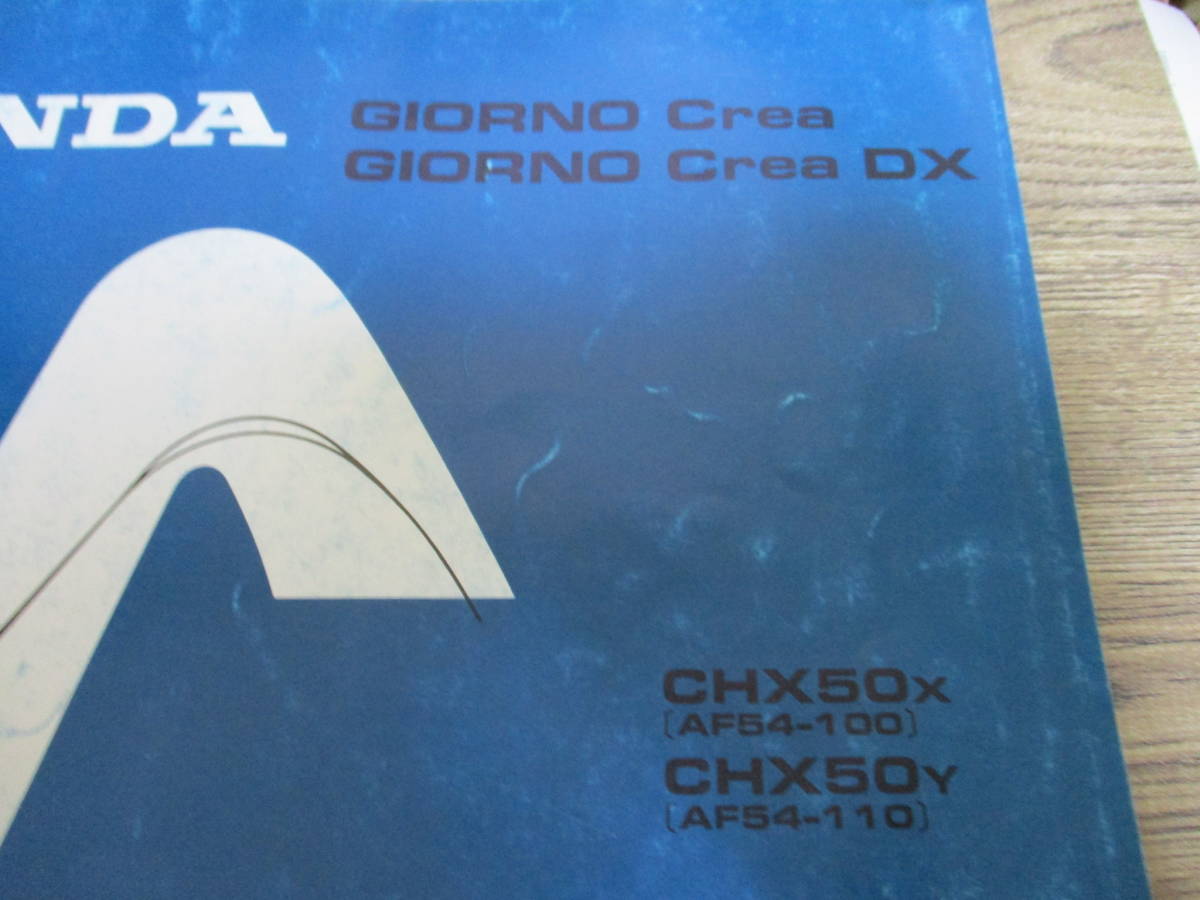 NDA
GIORNO Crea
GIORNO Crea DX
CHX50X
[AF54-100]
CHX50Y
[AF54-110]